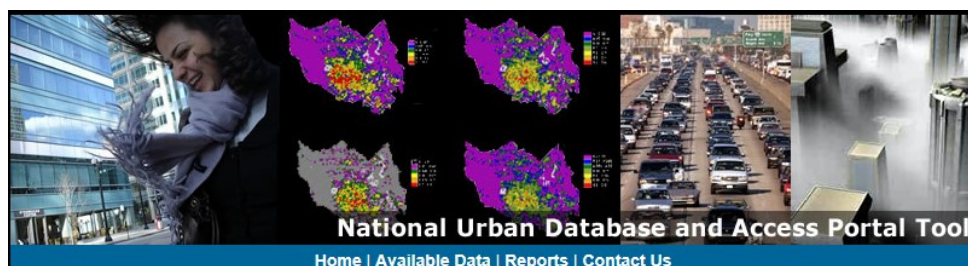 National Urban Database and Access Portal Tool
Home | Available Data | Reports | Contact Us